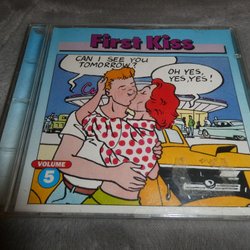 First Kiss
CAN I SEE YOU
TOMORROW?
OH YES,
YES,YES!
VOLUME
5